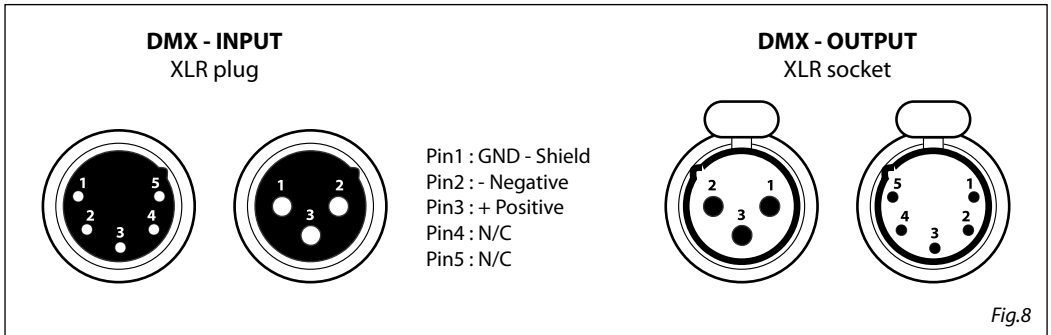 DMX - INPUT
XLR plug
1 5
2 4
3
1 2
3
Pin1 : GND - Shield
Pin2 : - Negative
Pin3 : + Positive
Pin4 : N/C
Pin5 : N/C
DMX - OUTPUT
XLR socket
2 1
3
5 1
4 2
3
Fig.8